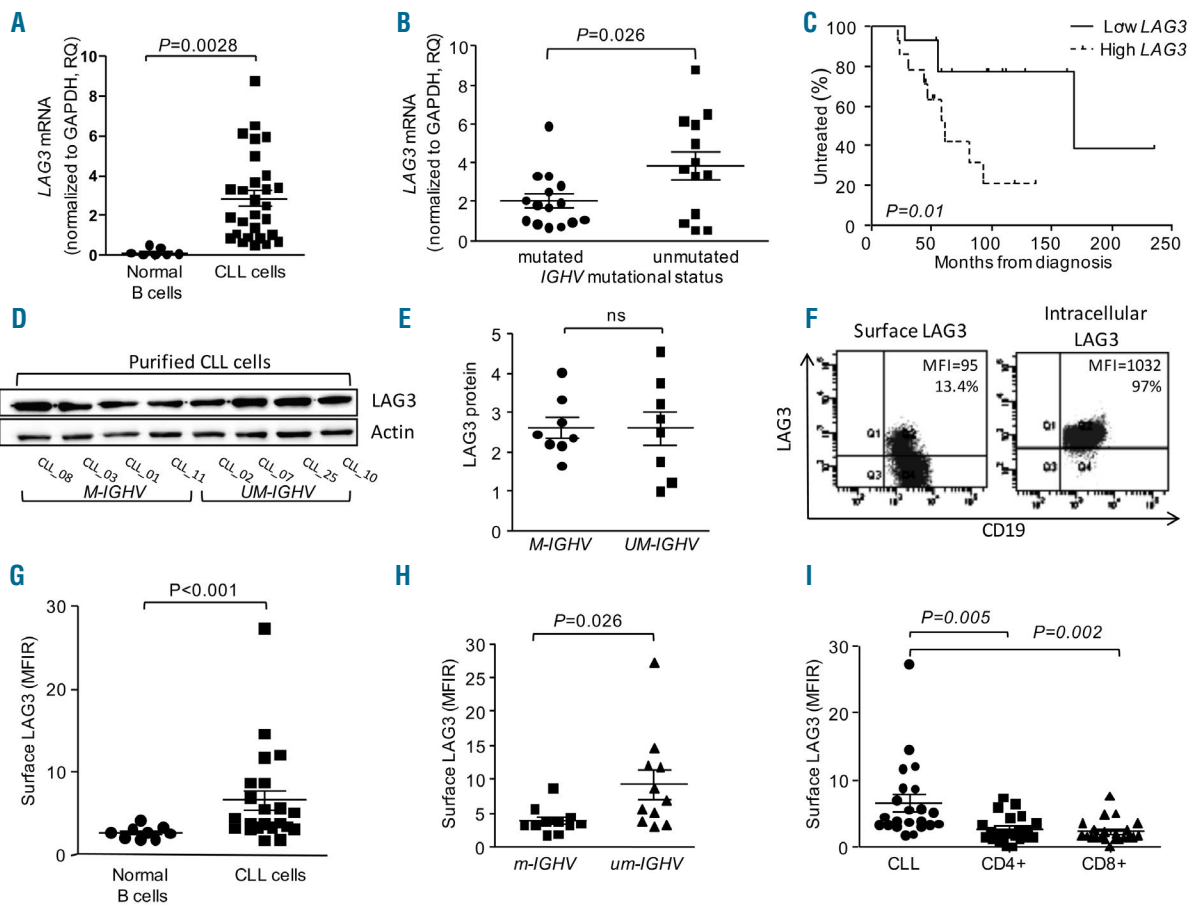 A
P=0.0028
LAG3 mRNA
(normalized to GAPDH, RQ)
10
8
6
4
2
0
Normal
B cells
CLL cells
B
P=0.026
LAG3 mRNA
(normalized to GAPDH, RQ)
10
8
6
4
2
0
mutated
unmutated
IGHV mutational status
C
Low LAG3
High LAG3
Untreated (%)
100
80
60
40
20
0
P=0.01
0
50
100
150
200
250
Months from diagnosis
D
Purified CLL cells
LAG3
Actin
CLL_08
CLL_03
CLL_01
CLL_11
CLL_02
CLL_07
CLL_25
CLL_10
M-IGHV
UM-IGHV
E
ns
LAG3 protein
5
4
3
2
1
0
M-IGHV
UM-IGHV
F
Surface LAG3
Intracellular
LAG3
MFI=95
13.4%
MFI=1032
97%
LAG3
Q1
Q3
Q4
Q1
Q2
Q3
Q4
CD19
G
P<0.001
Surface LAG3 (MFIR)
30
20
10
0
Normal
B cells
CLL cells
H
P=0.026
Surface LAG3 (MFIR)
30
25
20
15
10
5
0
m-IGHV
um-IGHV
I
P=0.005
P=0.002
Surface LAG3 (MFIR)
30
20
10
0
CLL
CD4+
CD8+